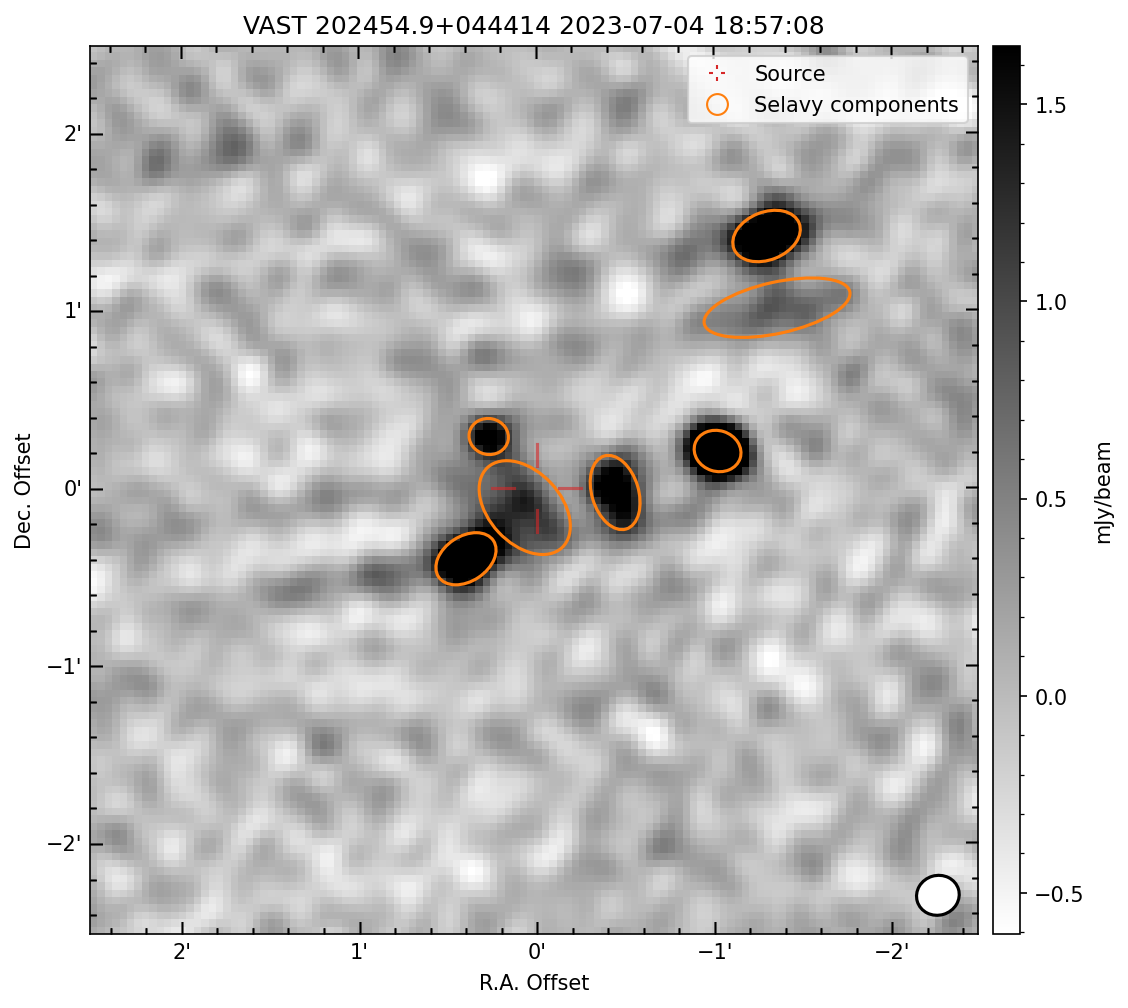 VAST 202454.9+044414 2023-07-04 18:57:08
Source
Selavy components
2'
1'
0'
−1'
−2'
Dec. Offset
2'
1'
0'
−1'
−2'
R.A. Offset
1.5
1.0
0.5
0.0
−0.5
mJy/beam